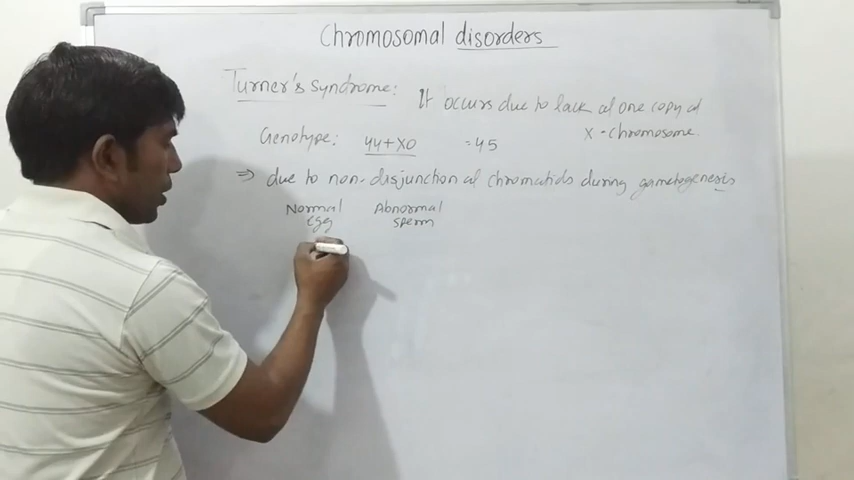 Chromosomal disorders
Turner's syndrome: It occurs due to lack of one copy of
X-chromosome.
Genotype: 44+XO =45
⇒ due to non-disjunction of chromatids during gametogenesis
Normal Abnormal
egg sperm